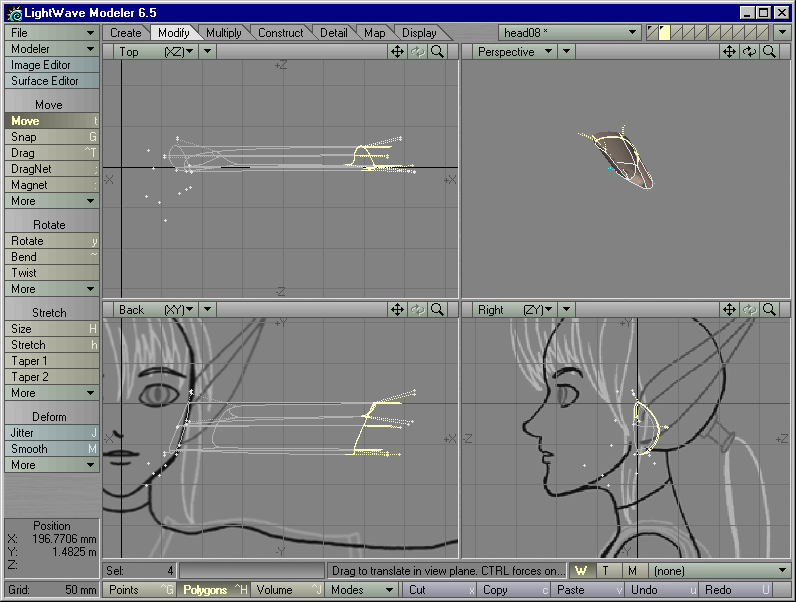 LightWave Modeler 6.5
File
Create Modify Multiply Construct Detail Map Display
head08 *
Modeler
Image Editor
Surface Editor
Move
Move t
Snap G
Drag ^T
DragNet ;
Magnet :
More
Rotate
Rotate y
Bend ~
Twist
More
Stretch
Size H
Stretch h
Taper 1
Taper 2
More
Deform
Jitter J
Smooth M
More
Position
X: 196.7706 mm
Y: 1.4825 m
Z:
Grid: 50 mm
Top (XZ)
+Z
-X
+X
-Z
Perspective
Back (XY)
+Y
-X
+X
-Y
Right (ZY)
+Y
-Z
+Z
-Y
Sel: 4
Drag to translate in view plane. CTRL forces on...
W T M (none)
Points ^G Polygons ^H Volume ^J Modes Cut x Copy c Paste v Undo u Redo U